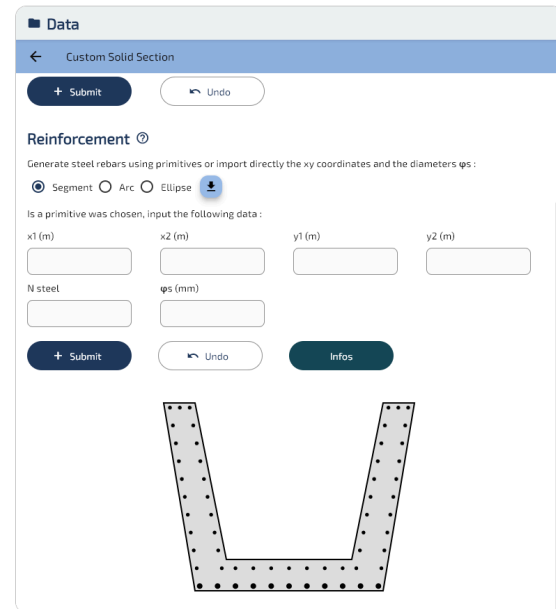 Data
Custom Solid Section
+ Submit
Undo
Reinforcement
Generate steel rebars using primitives or import directly the xy coordinates and the diameters φs :
Segment Arc Ellipse
Is a primitive was chosen, input the following data :
x1 (m) x2 (m) y1 (m) y2 (m)
N steel φs (mm)
+ Submit
Undo
Infos